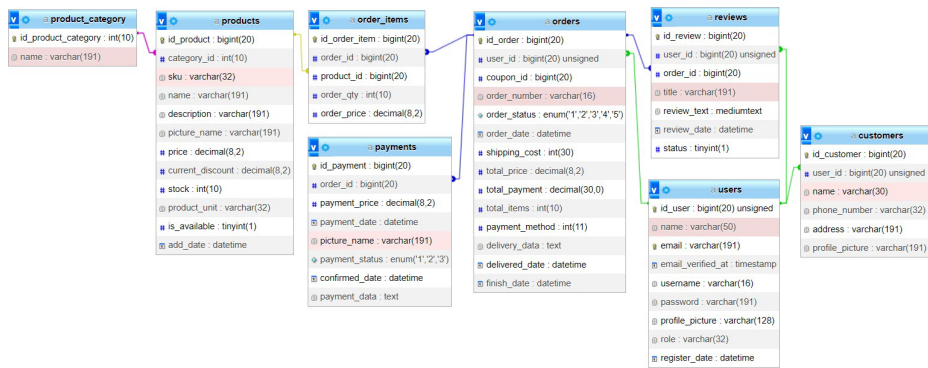 a product_category
id_product_category : int(10)
name : varchar(191)
a products
id_product : bigint(20)
category_id : int(10)
sku : varchar(32)
name : varchar(191)
description : varchar(191)
picture_name : varchar(191)
price : decimal(8,2)
current_discount : decimal(8,2)
stock : int(10)
product_unit : varchar(32)
is_available : tinyint(1)
add_date : datetime
a order_items
id_order_item : bigint(20)
order_id : bigint(20)
product_id : bigint(20)
order_qty : int(10)
order_price : decimal(8,2)
a payments
id_payment : bigint(20)
order_id : bigint(20)
payment_price : decimal(8,2)
payment_date : datetime
picture_name : varchar(191)
payment_status : enum('1','2','3')
confirmed_date : datetime
payment_data : text
a orders
id_order : bigint(20)
user_id : bigint(20) unsigned
coupon_id : bigint(20)
order_number : varchar(16)
order_status : enum('1','2','3','4','5')
order_date : datetime
shipping_cost : int(30)
total_price : decimal(8,2)
total_payment : decimal(30,0)
total_items : int(10)
payment_method : int(11)
delivery_data : text
delivered_date : datetime
finish_date : datetime
a reviews
id_review : bigint(20)
user_id : bigint(20) unsigned
order_id : bigint(20)
title : varchar(191)
review_text : mediumtext
review_date : datetime
status : tinyint(1)
a users
id_user : bigint(20) unsigned
name : varchar(50)
email : varchar(191)
email_verified_at : timestamp
username : varchar(16)
password : varchar(191)
profile_picture : varchar(128)
role : varchar(32)
register_date : datetime
a customers
id_customer : bigint(20)
user_id : bigint(20) unsigned
name : varchar(30)
phone_number : varchar(32)
address : varchar(191)
profile_picture : varchar(191)